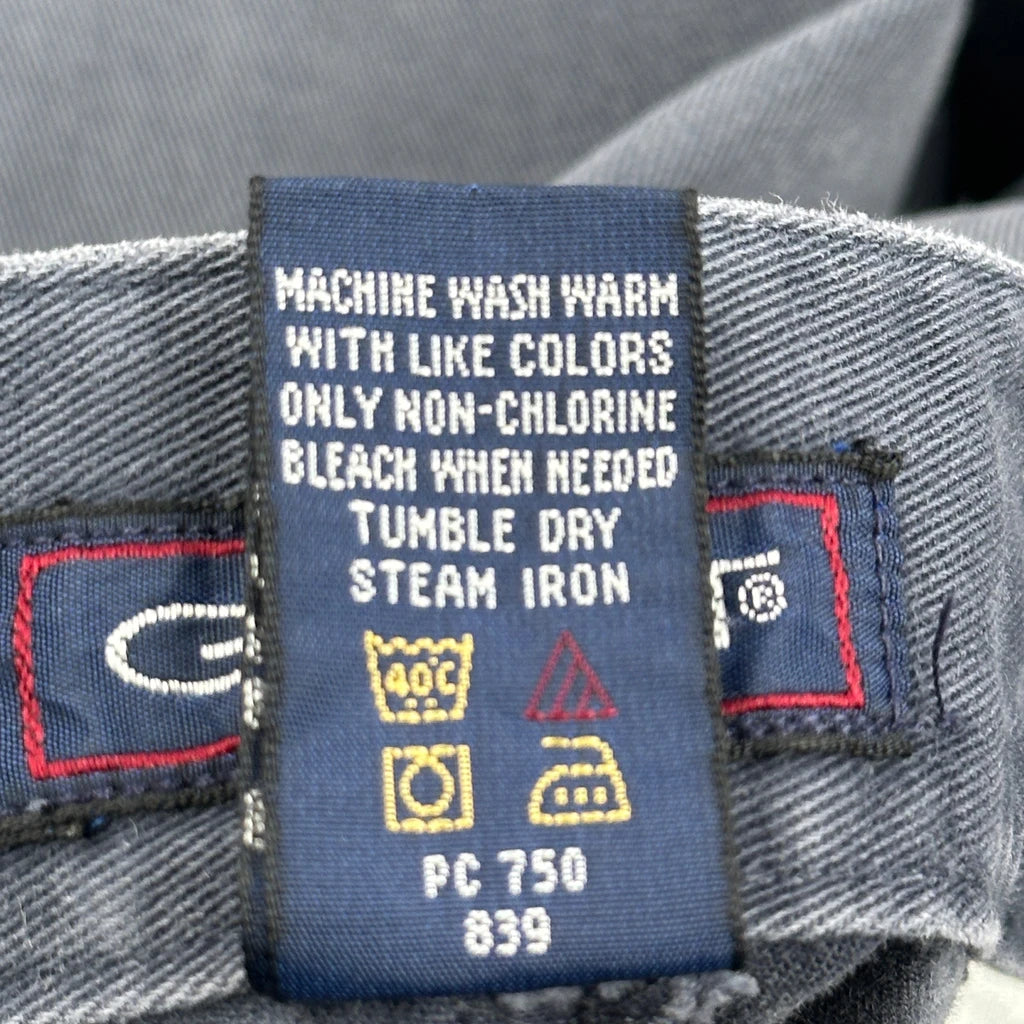 MACHINE WASH WARM
WITH LIKE COLORS
ONLY NON-CHLORINE
BLEACH WHEN NEEDED
TUMBLE DRY
STEAM IRON
40°C
PC 750
839
®